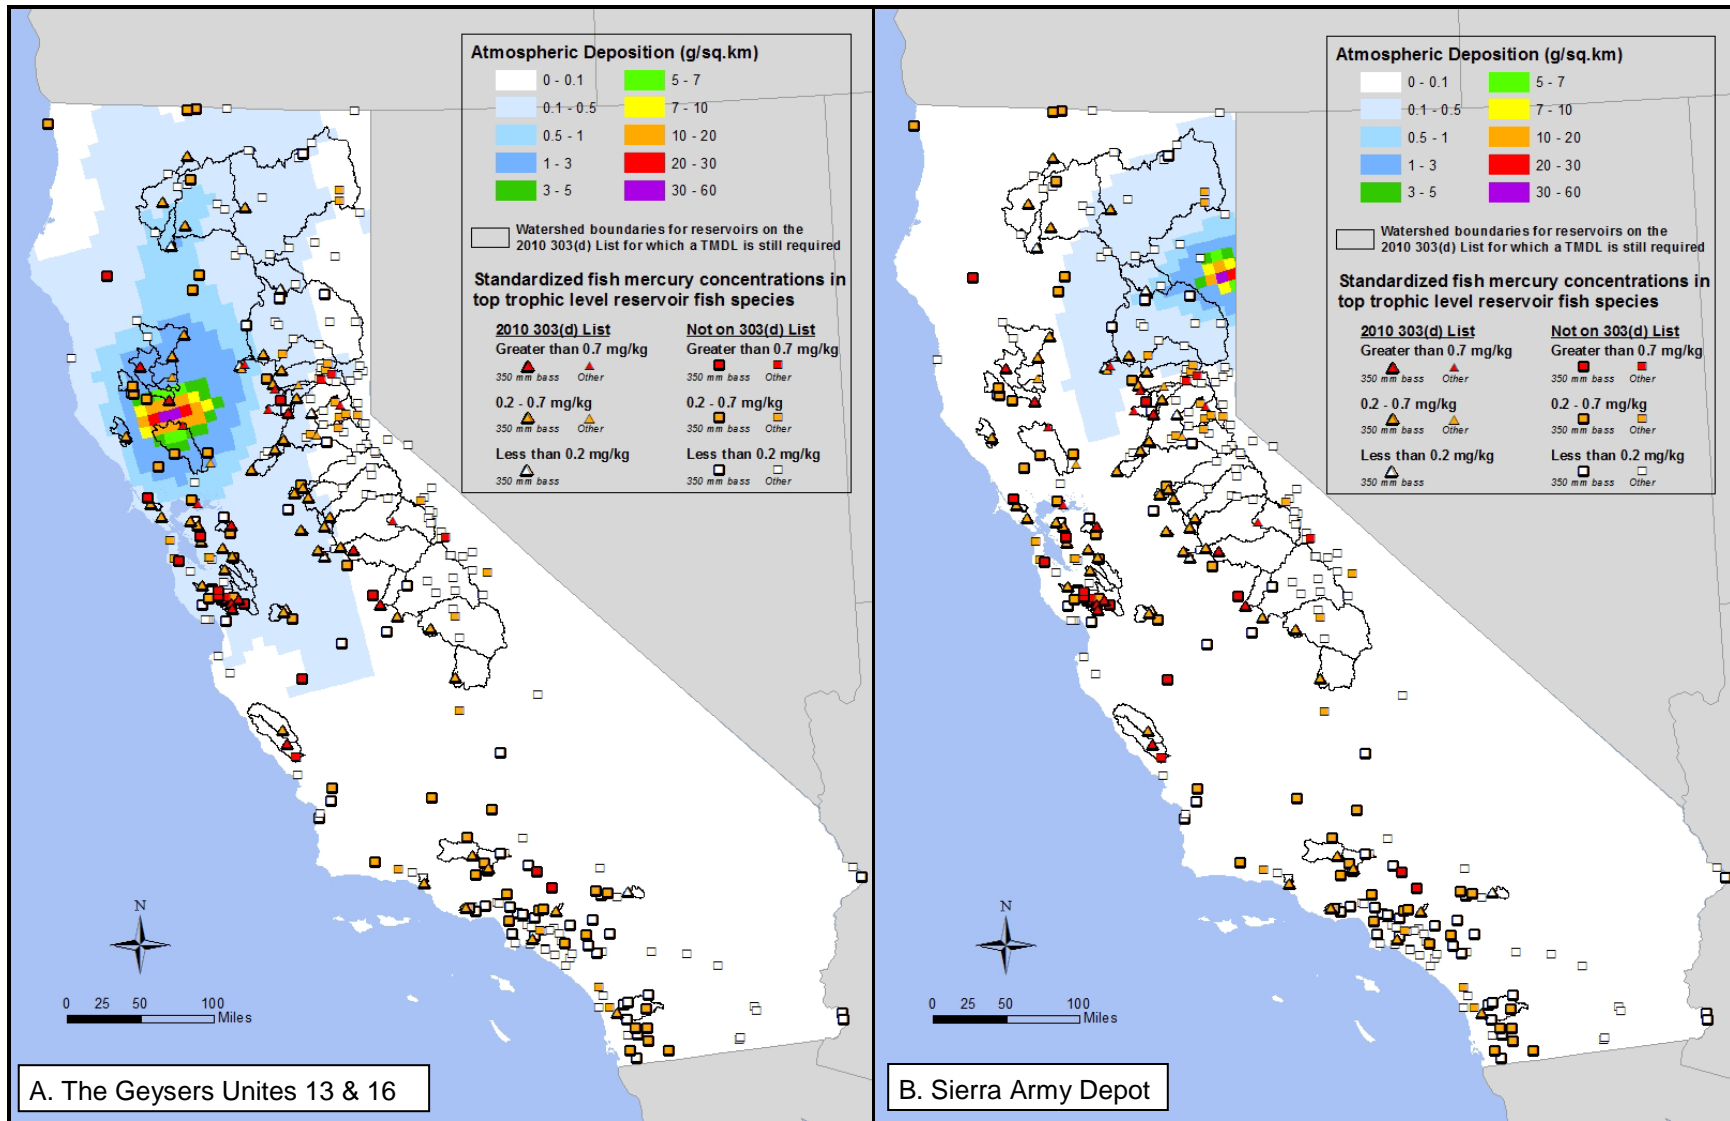 Atmospheric Deposition (g/sq.km)
0 - 0.1
5 - 7
0.1 - 0.5
7 - 10
0.5 - 1
10 - 20
1 - 3
20 - 30
3 - 5
30 - 60
Watershed boundaries for reservoirs on the
2010 303(d) List for which a TMDL is still required
Standardized fish mercury concentrations in
top trophic level reservoir fish species
2010 303(d) List
Not on 303(d) List
Greater than 0.7 mg/kg
Greater than 0.7 mg/kg
350 mm bass Other
350 mm bass Other
0.2 - 0.7 mg/kg
0.2 - 0.7 mg/kg
350 mm bass Other
350 mm bass Other
Less than 0.2 mg/kg
Less than 0.2 mg/kg
350 mm bass
350 mm bass Other
N
0 25 50 100
Miles
A. The Geysers Unites 13 & 16
Atmospheric Deposition (g/sq.km)
0 - 0.1
5 - 7
0.1 - 0.5
7 - 10
0.5 - 1
10 - 20
1 - 3
20 - 30
3 - 5
30 - 60
Watershed boundaries for reservoirs on the
2010 303(d) List for which a TMDL is still required
Standardized fish mercury concentrations in
top trophic level reservoir fish species
2010 303(d) List
Not on 303(d) List
Greater than 0.7 mg/kg
Greater than 0.7 mg/kg
350 mm bass Other
350 mm bass Other
0.2 - 0.7 mg/kg
0.2 - 0.7 mg/kg
350 mm bass Other
350 mm bass Other
Less than 0.2 mg/kg
Less than 0.2 mg/kg
350 mm bass
350 mm bass Other
N
0 25 50 100
Miles
B. Sierra Army Depot